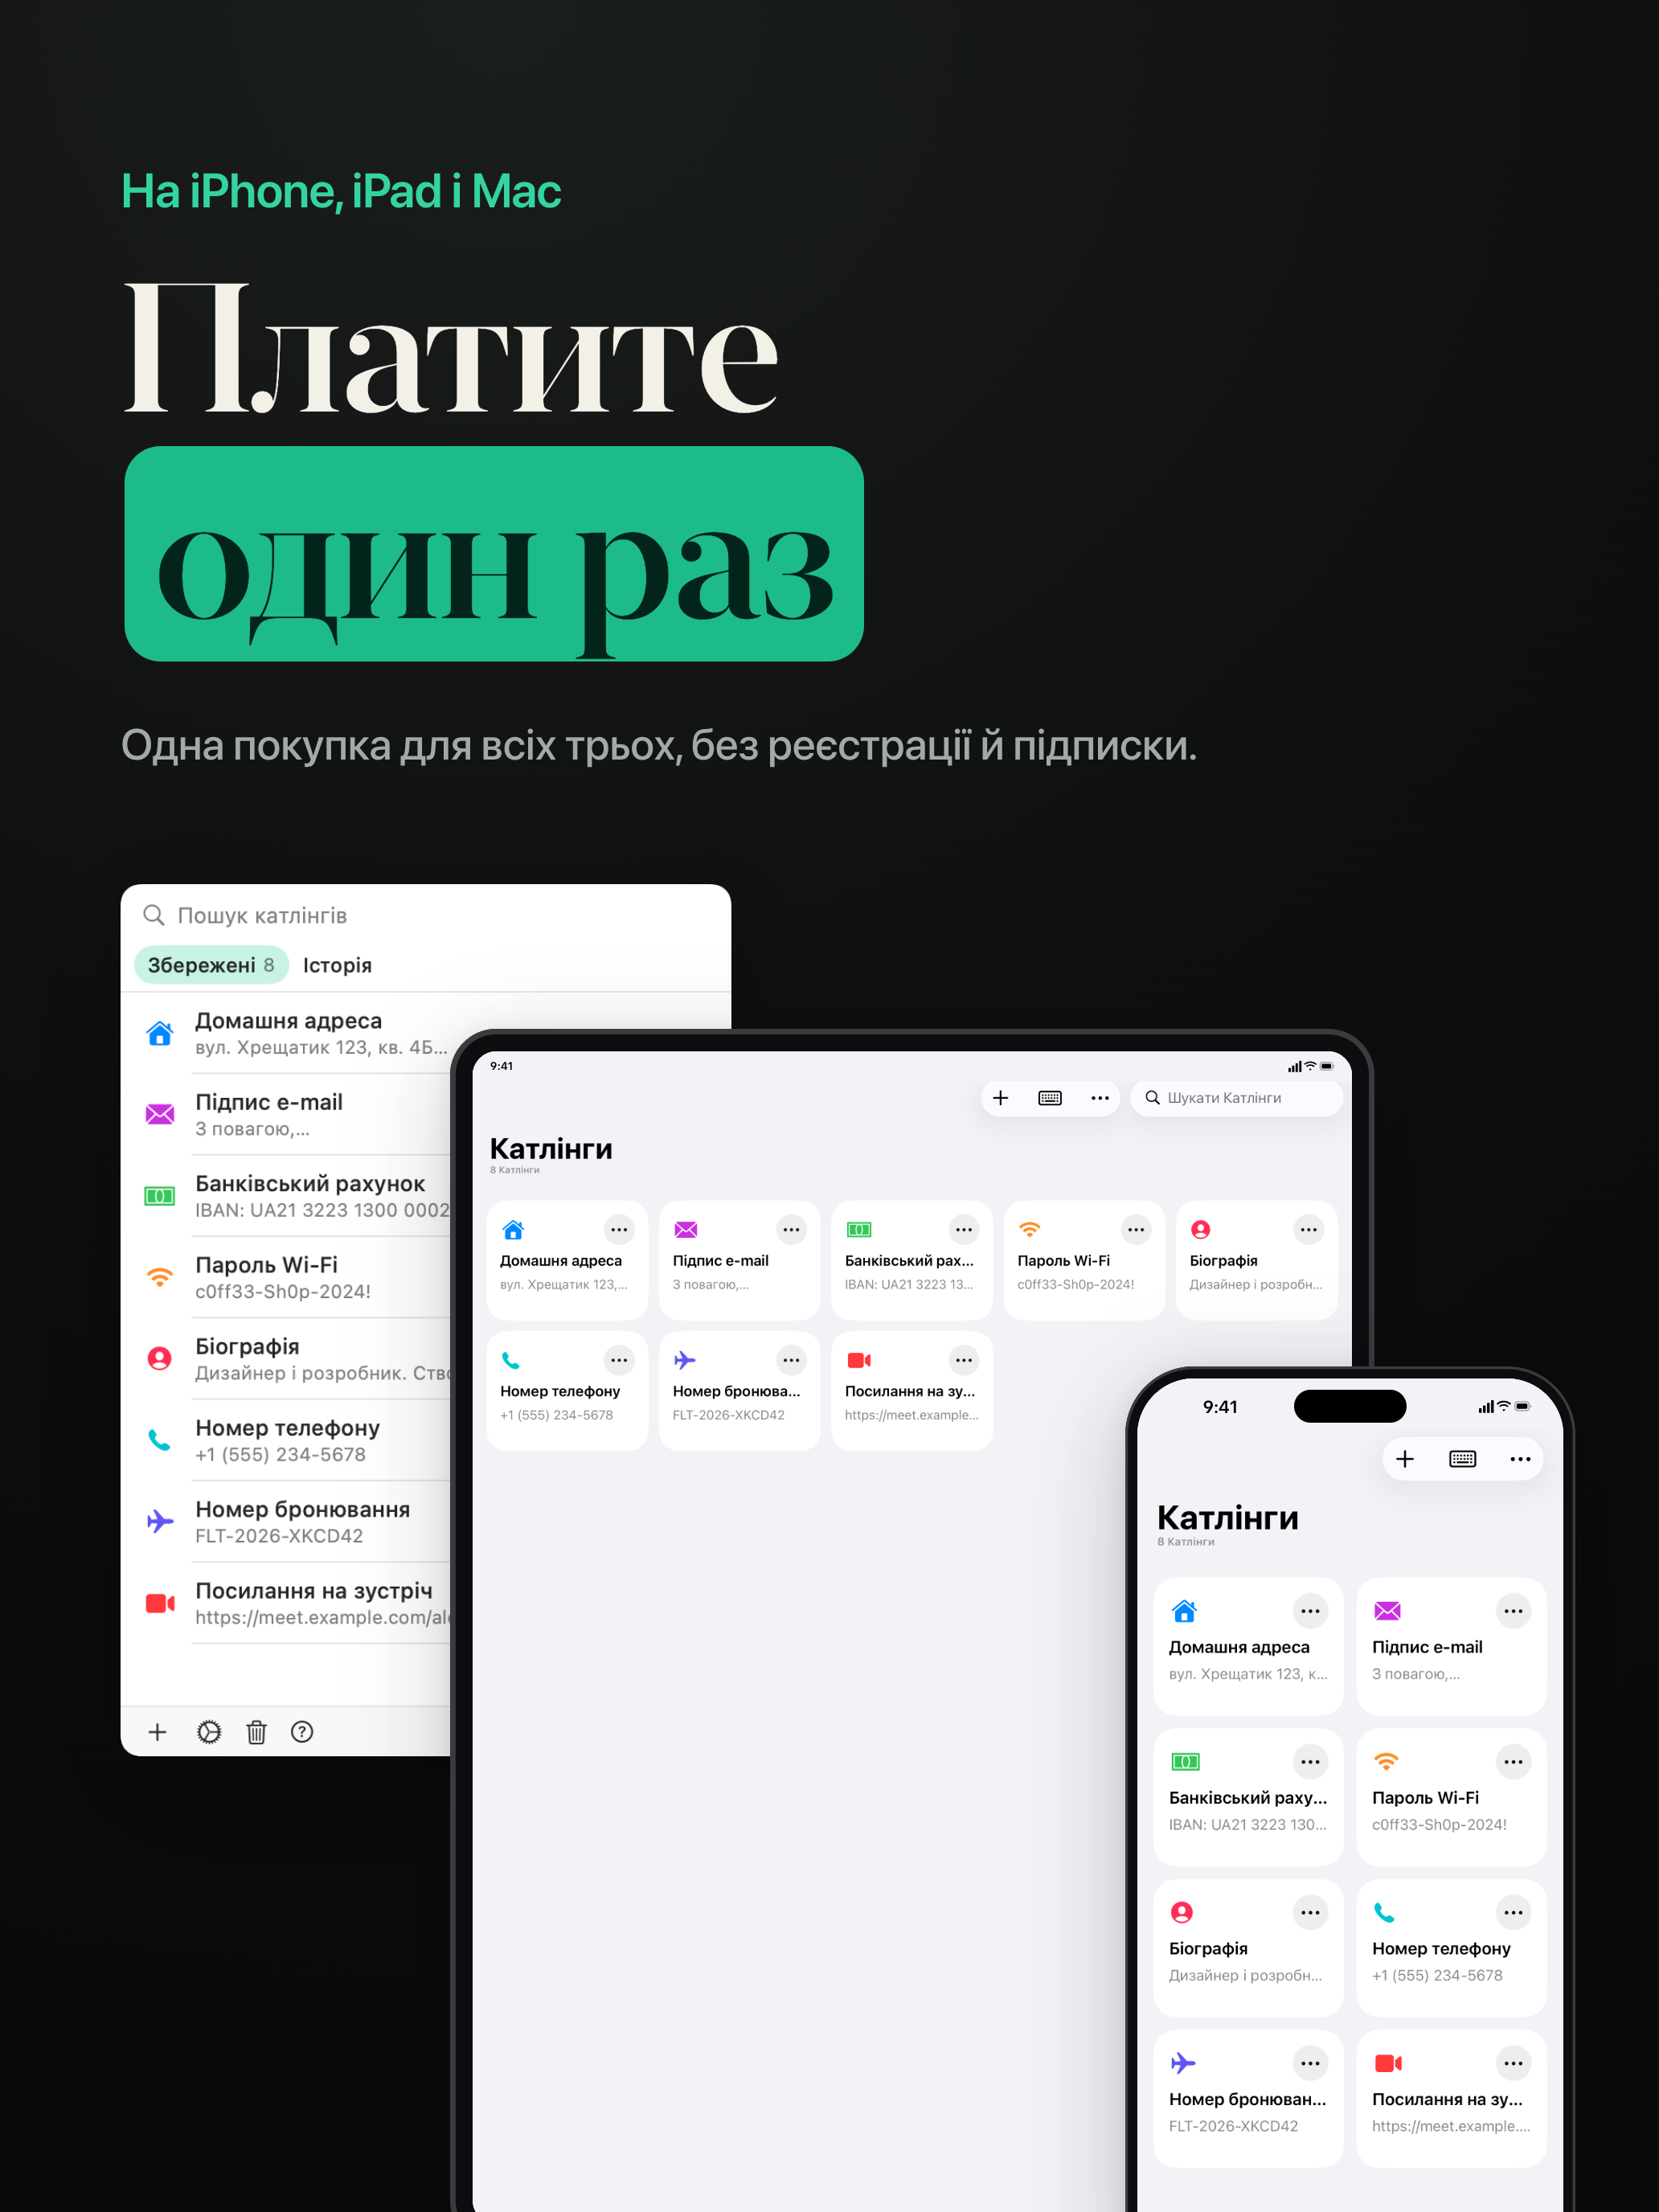 На iPhone, iPad і Mac
Платите
один раз
Одна покупка для всіх трьох, без реєстрації й підписки.
Пошук катлінгів
Збережені 8 Історія
Домашня адреса
вул. Хрещатик 123, кв. 4Б...
Підпис e-mail
З повагою,...
Банківський рахунок
IBAN: UA21 3223 1300 0002
Пароль Wi-Fi
c0ff33-Sh0p-2024!
Біографія
Дизайнер і розробник. Ство
Номер телефону
+1 (555) 234-5678
Номер бронювання
FLT-2026-XKCD42
Посилання на зустріч
https://meet.example.com/ale
9:41
Шукати Катлінги
Катлінги
8 Катлінги
Домашня адреса
вул. Хрещатик 123,...
Підпис e-mail
З повагою,...
Банківський рах...
IBAN: UA21 3223 13...
Пароль Wi-Fi
c0ff33-Sh0p-2024!
Біографія
Дизайнер і розробн...
Номер телефону
+1 (555) 234-5678
Номер бронюва...
FLT-2026-XKCD42
Посилання на зу...
https://meet.example...
9:41
Катлінги
8 Катлінги
Домашня адреса
вул. Хрещатик 123, к...
Підпис e-mail
З повагою,...
Банківський раху...
IBAN: UA21 3223 130...
Пароль Wi-Fi
c0ff33-Sh0p-2024!
Біографія
Дизайнер і розробн...
Номер телефону
+1 (555) 234-5678
Номер бронюван...
FLT-2026-XKCD42
Посилання на зу...
https://meet.example....